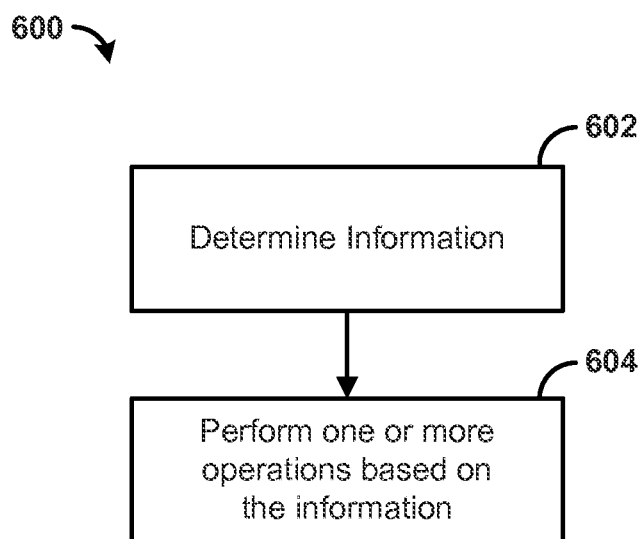 600
602
Determine Information
604
Perform one or more
operations based on
the information